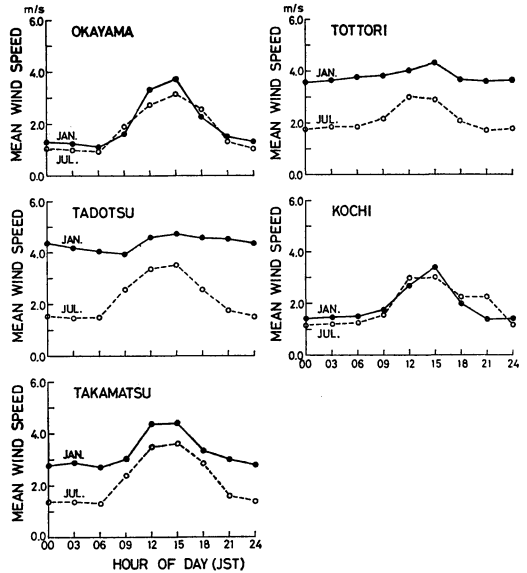 m/s
OKAYAMA
MEAN WIND SPEED
6.0
4.0
2.0
0.0
JAN.
JUL.
m/s
TOTTORI
MEAN WIND SPEED
6.0
4.0
2.0
0.0
JAN.
JUL.
TADOTSU
MEAN WIND SPEED
6.0
4.0
2.0
0.0
JAN.
JUL.
KOCHI
MEAN WIND SPEED
6.0
4.0
2.0
0.0
JAN.
JUL.
00 03 06 09 12 15 18 21 24
TAKAMATSU
MEAN WIND SPEED
6.0
4.0
2.0
0.0
JAN.
JUL.
00 03 06 09 12 15 18 21 24
HOUR OF DAY (JST)